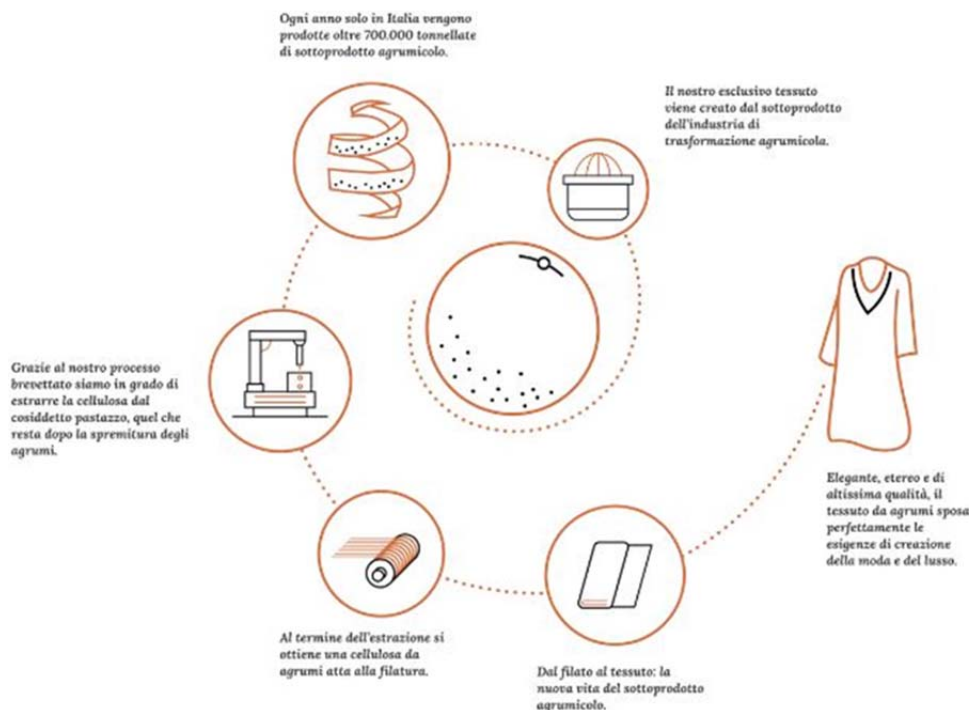 Ogni anno solo in Italia vengono
prodotte oltre 700.000 tonnellate
di sottoprodotto agrumicolo.
Il nostro esclusivo tessuto
viene creato dal sottoprodotto
dell'industria di
trasformazione agrumicola.
Grazie al nostro processo
brevettato siamo in grado di
estrarre la cellulosa dal
cosiddetto pastazzo, quel che
resta dopo la spremitura degli
agrumi.
Al termine dell'estrazione si
ottiene una cellulosa da
agrumi atta alla filatura.
Dal filato al tessuto: la
nuova vita del sottoprodotto
agrumicolo.
Elegante, etereo e di
altissima qualità, il
tessuto da agrumi sposa
perfettamente le
esigenze di creazione
della moda e del lusso.